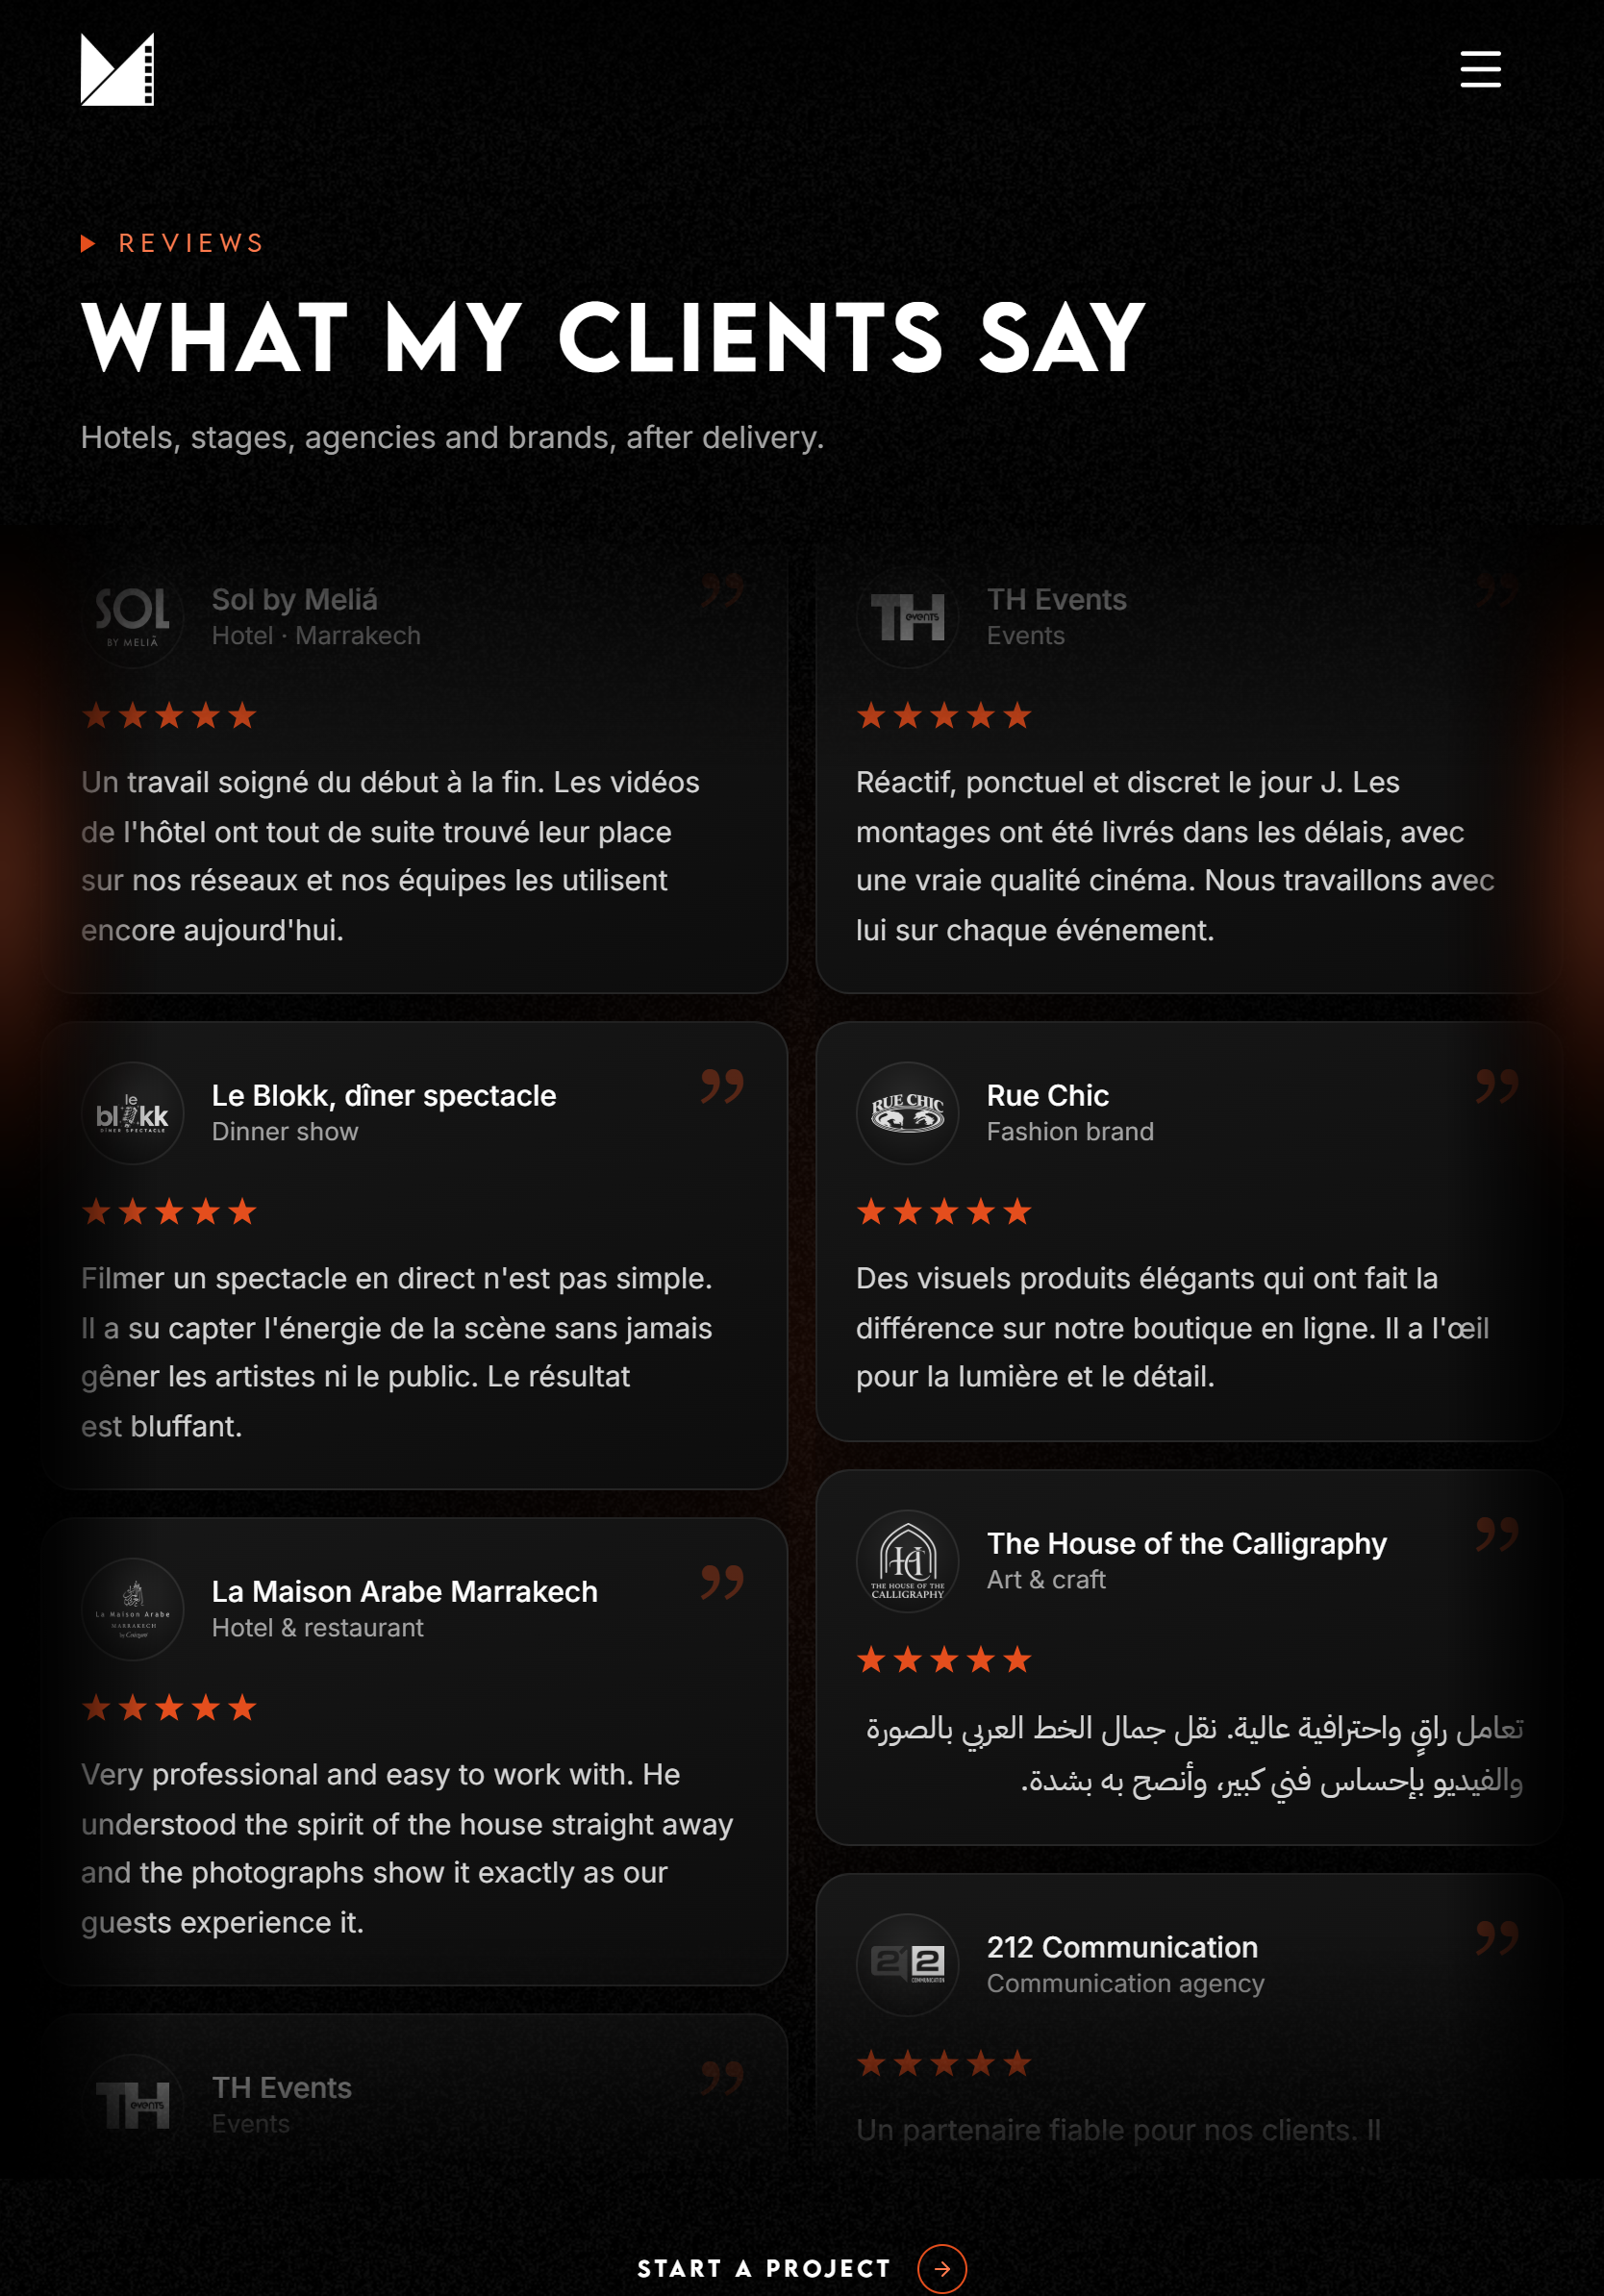 REVIEWS
WHAT MY CLIENTS SAY
Hotels, stages, agencies and brands, after delivery.
SOL
BY MELIÃ
Sol by Meliá
Hotel · Marrakech
Un travail soigné du début à la fin. Les vidéos
de l'hôtel ont tout de suite trouvé leur place
sur nos réseaux et nos équipes les utilisent
encore aujourd'hui.
le
blokk
DÎNER SPECTACLE
Le Blokk, dîner spectacle
Dinner show
Filmer un spectacle en direct n'est pas simple.
Il a su capter l'énergie de la scène sans jamais
gêner les artistes ni le public. Le résultat
est bluffant.
La Maison Arabe
MARRAKECH
La Maison Arabe Marrakech
Hotel & restaurant
Very professional and easy to work with. He
understood the spirit of the house straight away
and the photographs show it exactly as our
guests experience it.
TH
events
TH Events
Events
TH
events
TH Events
Events
Réactif, ponctuel et discret le jour J. Les
montages ont été livrés dans les délais, avec
une vraie qualité cinéma. Nous travaillons avec
lui sur chaque événement.
RUE CHIC
Rue Chic
Fashion brand
Des visuels produits élégants qui ont fait la
différence sur notre boutique en ligne. Il a l'œil
pour la lumière et le détail.
THE HOUSE OF THE
CALLIGRAPHY
The House of the Calligraphy
Art & craft
تعامل راقٍ واحترافية عالية. نقل جمال الخط العربي بالصورة
والفيديو بإحساس فني كبير، وأنصح به بشدة.
212
COMMUNICATION
212 Communication
Communication agency
Un partenaire fiable pour nos clients. Il
START A PROJECT